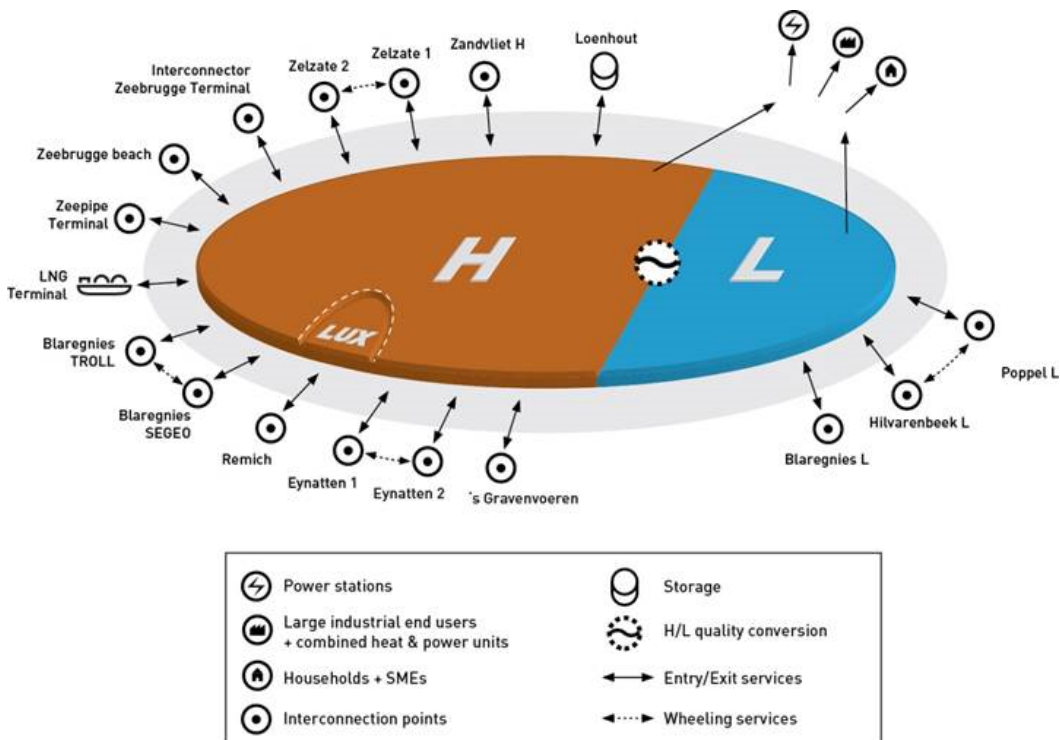 Zelzate 2
Zelzate 1
Zandvliet H
Loenhout
Interconnector
Zeebrugge Terminal
Zeebrugge beach
Zeepipe
Terminal
LNG
Terminal
H
L
LUX
Blaregnies
TROLL
Blaregnies
SEGEO
Remich
Eynatten 1
Eynatten 2
's Gravenvoeren
Blaregnies L
Hilvarenbeek L
Poppel L
Power stations
Large industrial end users
+ combined heat & power units
Households + SMEs
Interconnection points
Storage
H/L quality conversion
Entry/Exit services
Wheeling services